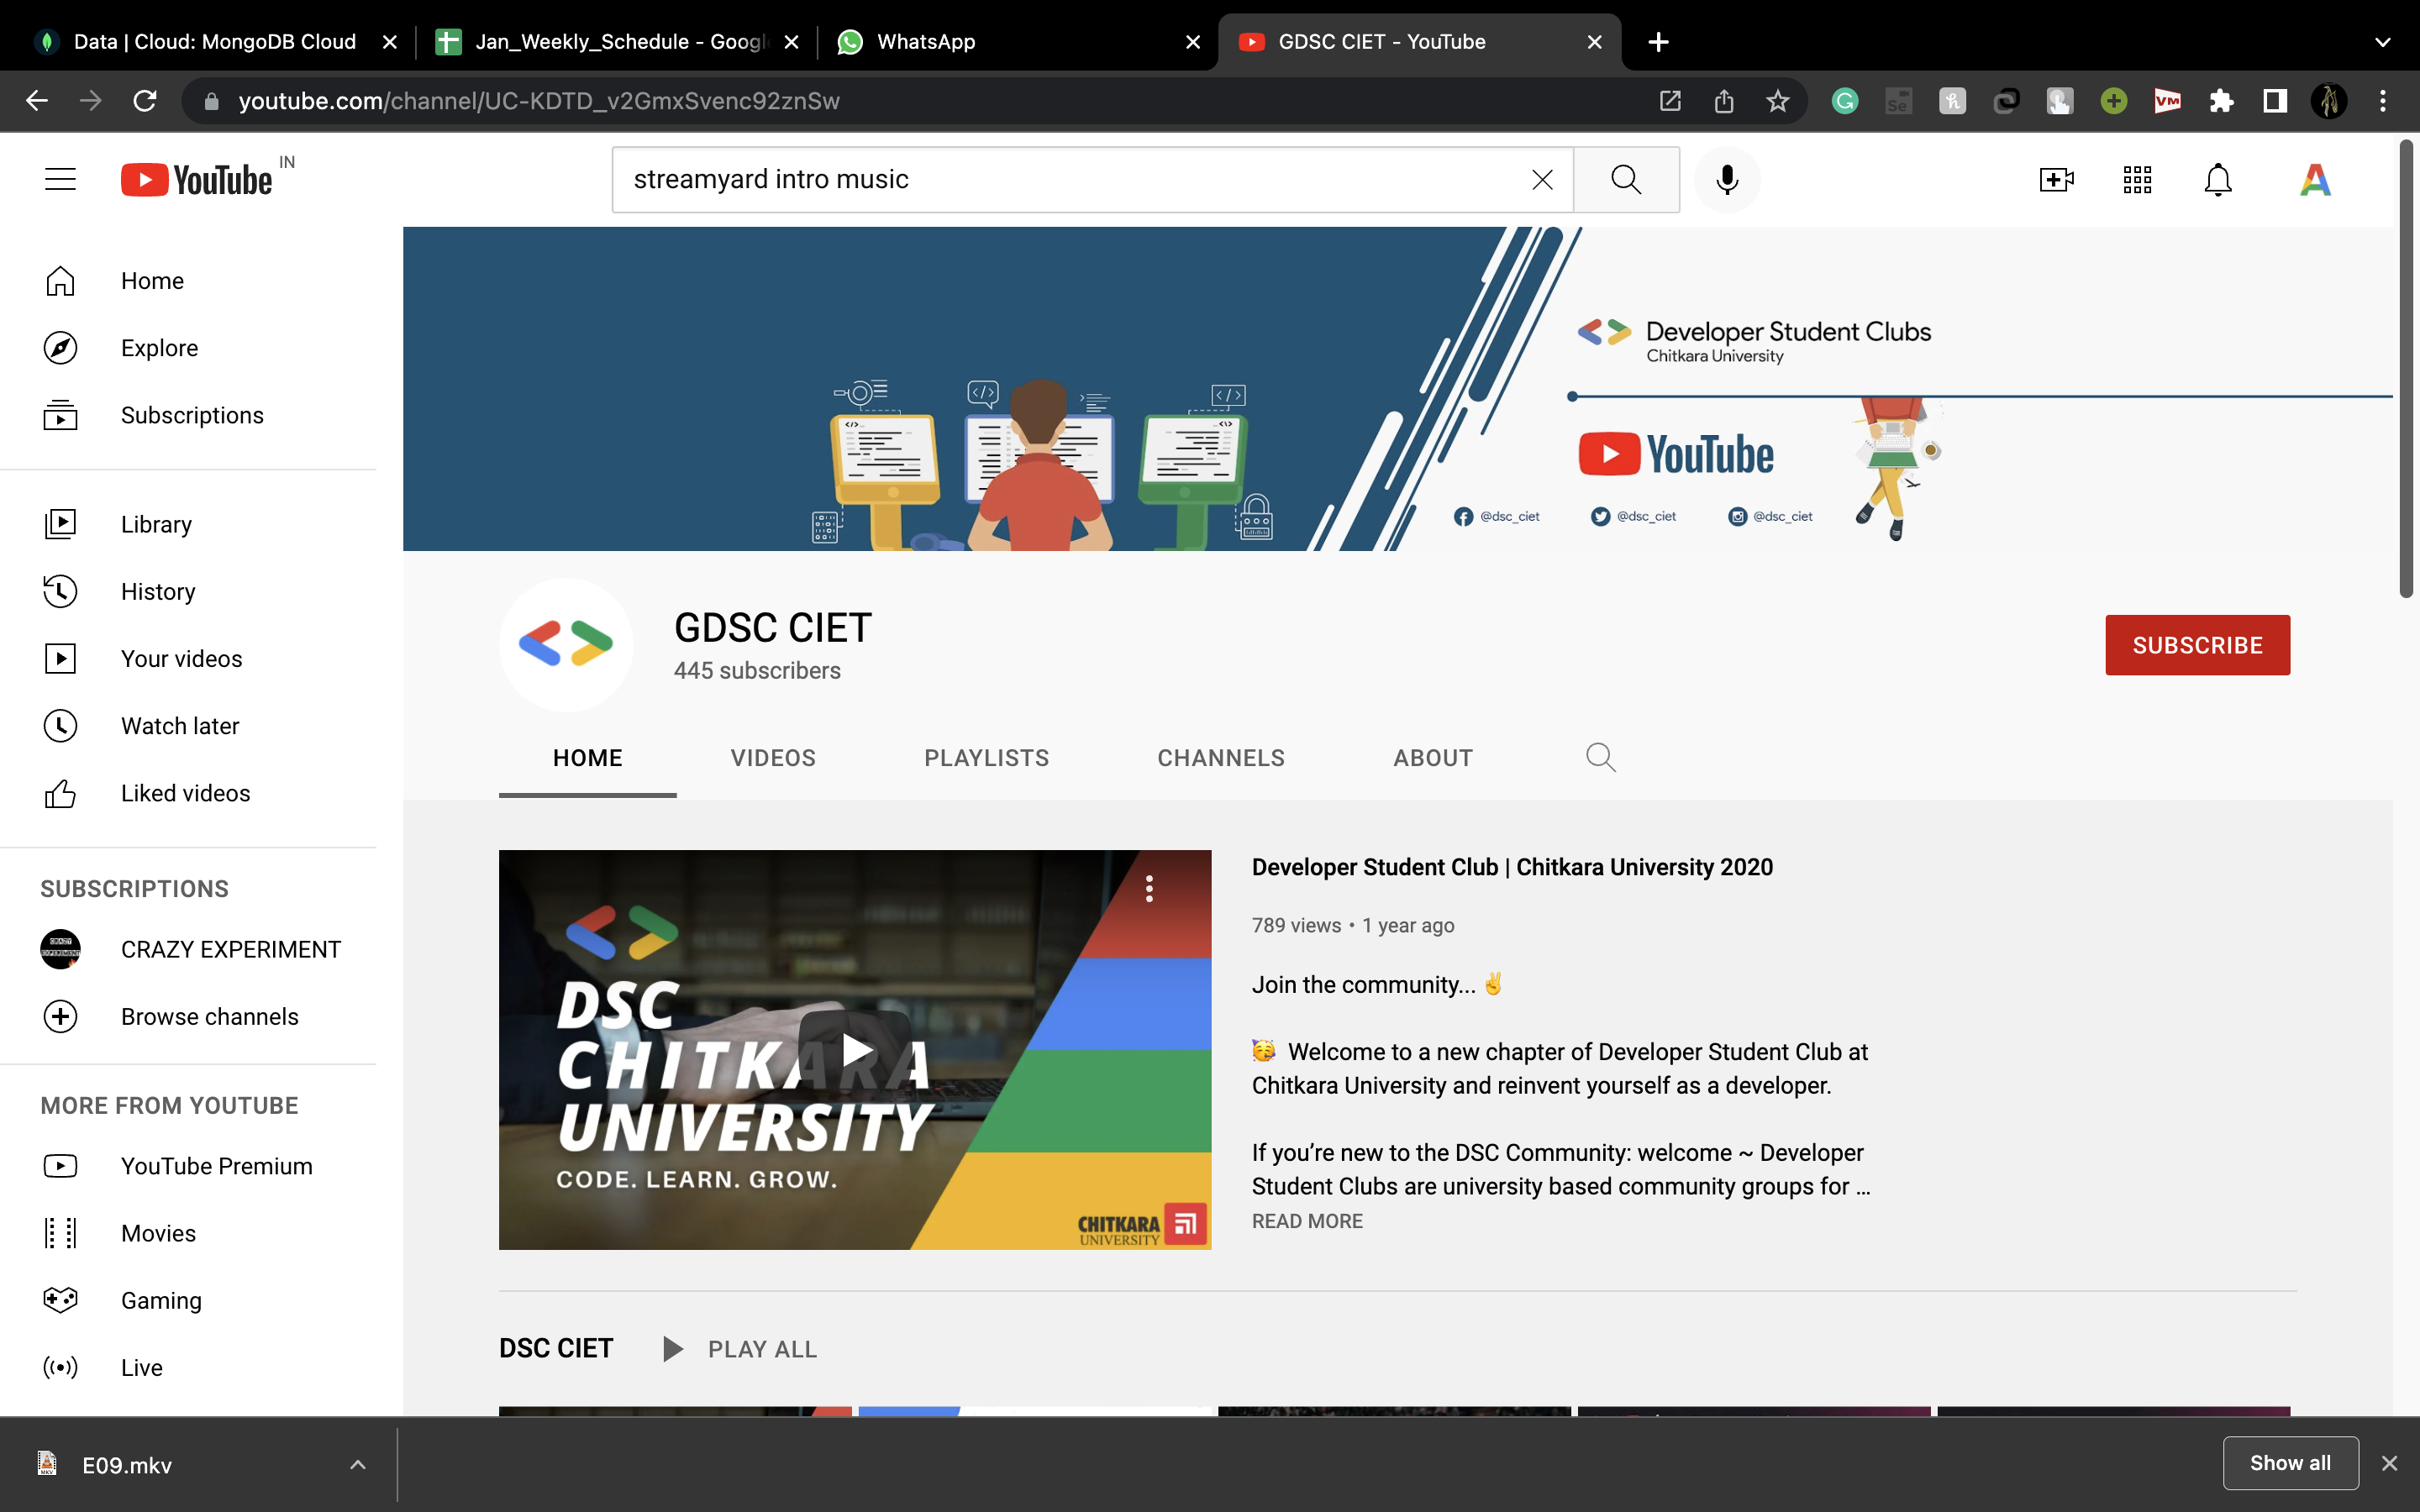 Data | Cloud: MongoDB Cloud
Jan_Weekly_Schedule - Googl
WhatsApp
GDSC CIET - YouTube
youtube.com/channel/UC-KDTD_v2GmxSvenc92znSw
YouTube IN
streamyard intro music
Home
Explore
Subscriptions
Library
History
Your videos
Watch later
Liked videos
SUBSCRIPTIONS
CRAZY EXPERIMENT
Browse channels
MORE FROM YOUTUBE
YouTube Premium
Movies
Gaming
Live
Developer Student Clubs
Chitkara University
YouTube
@dsc_ciet
@dsc_ciet
@dsc_ciet
GDSC CIET
445 subscribers
SUBSCRIBE
HOME
VIDEOS
PLAYLISTS
CHANNELS
ABOUT
DSC
CHITKARA
UNIVERSITY
CODE. LEARN. GROW.
CHITKARA
UNIVERSITY
Developer Student Club | Chitkara University 2020
789 views • 1 year ago
Join the community... ✌
🥳 Welcome to a new chapter of Developer Student Club at
Chitkara University and reinvent yourself as a developer.
If you’re new to the DSC Community: welcome ~ Developer
Student Clubs are university based community groups for ...
READ MORE
DSC CIET
PLAY ALL
E09.mkv
Show all